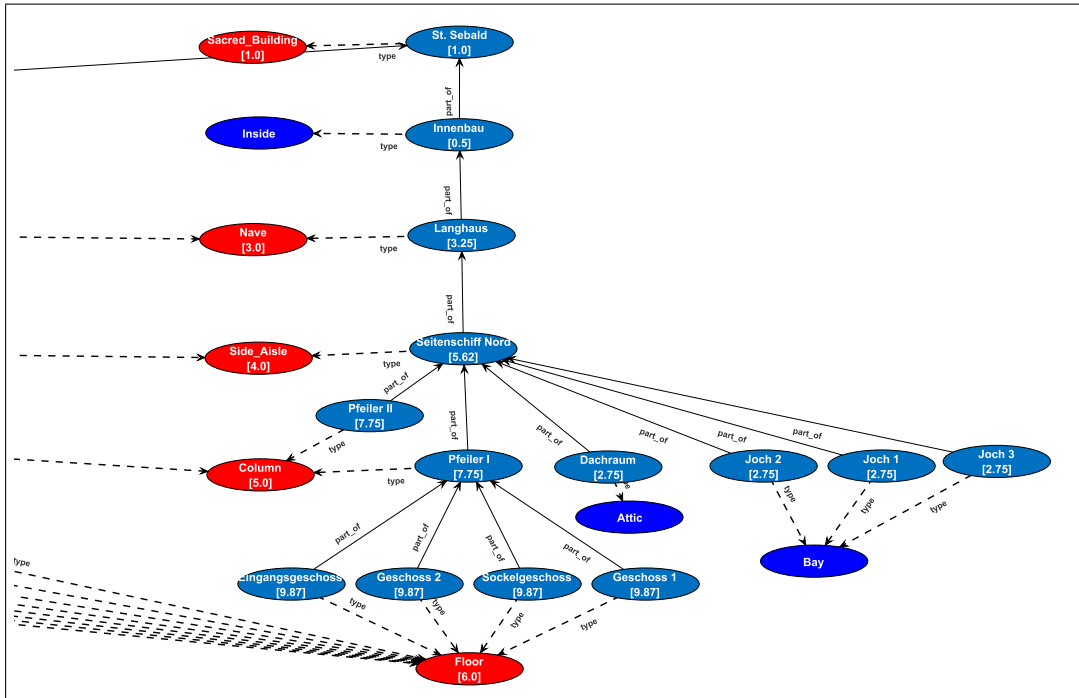 Sacred_Building
[1.0]
St. Sebald
[1.0]
type
part_of
Inside
Innenbau
[0.5]
type
part_of
Nave
[3.0]
Langhaus
[3.25]
type
part_of
Side_Aisle
[4.0]
Seitenschiff Nord
[5.62]
type
part_of
part_of
part_of
part_of
part_of
part_of
Pfeiler II
[7.75]
type
Column
[5.0]
Pfeiler I
[7.75]
type
Dachraum
[2.75]
Joch 2
[2.75]
Joch 1
[2.75]
Joch 3
[2.75]
type
type
type
Attic
Bay
part_of
part_of
part_of
part_of
type
Eingangsgeschoss
[9.87]
Geschoss 2
[9.87]
Sockelgeschoss
[9.87]
Geschoss 1
[9.87]
type
type
type
type
Floor
[6.0]